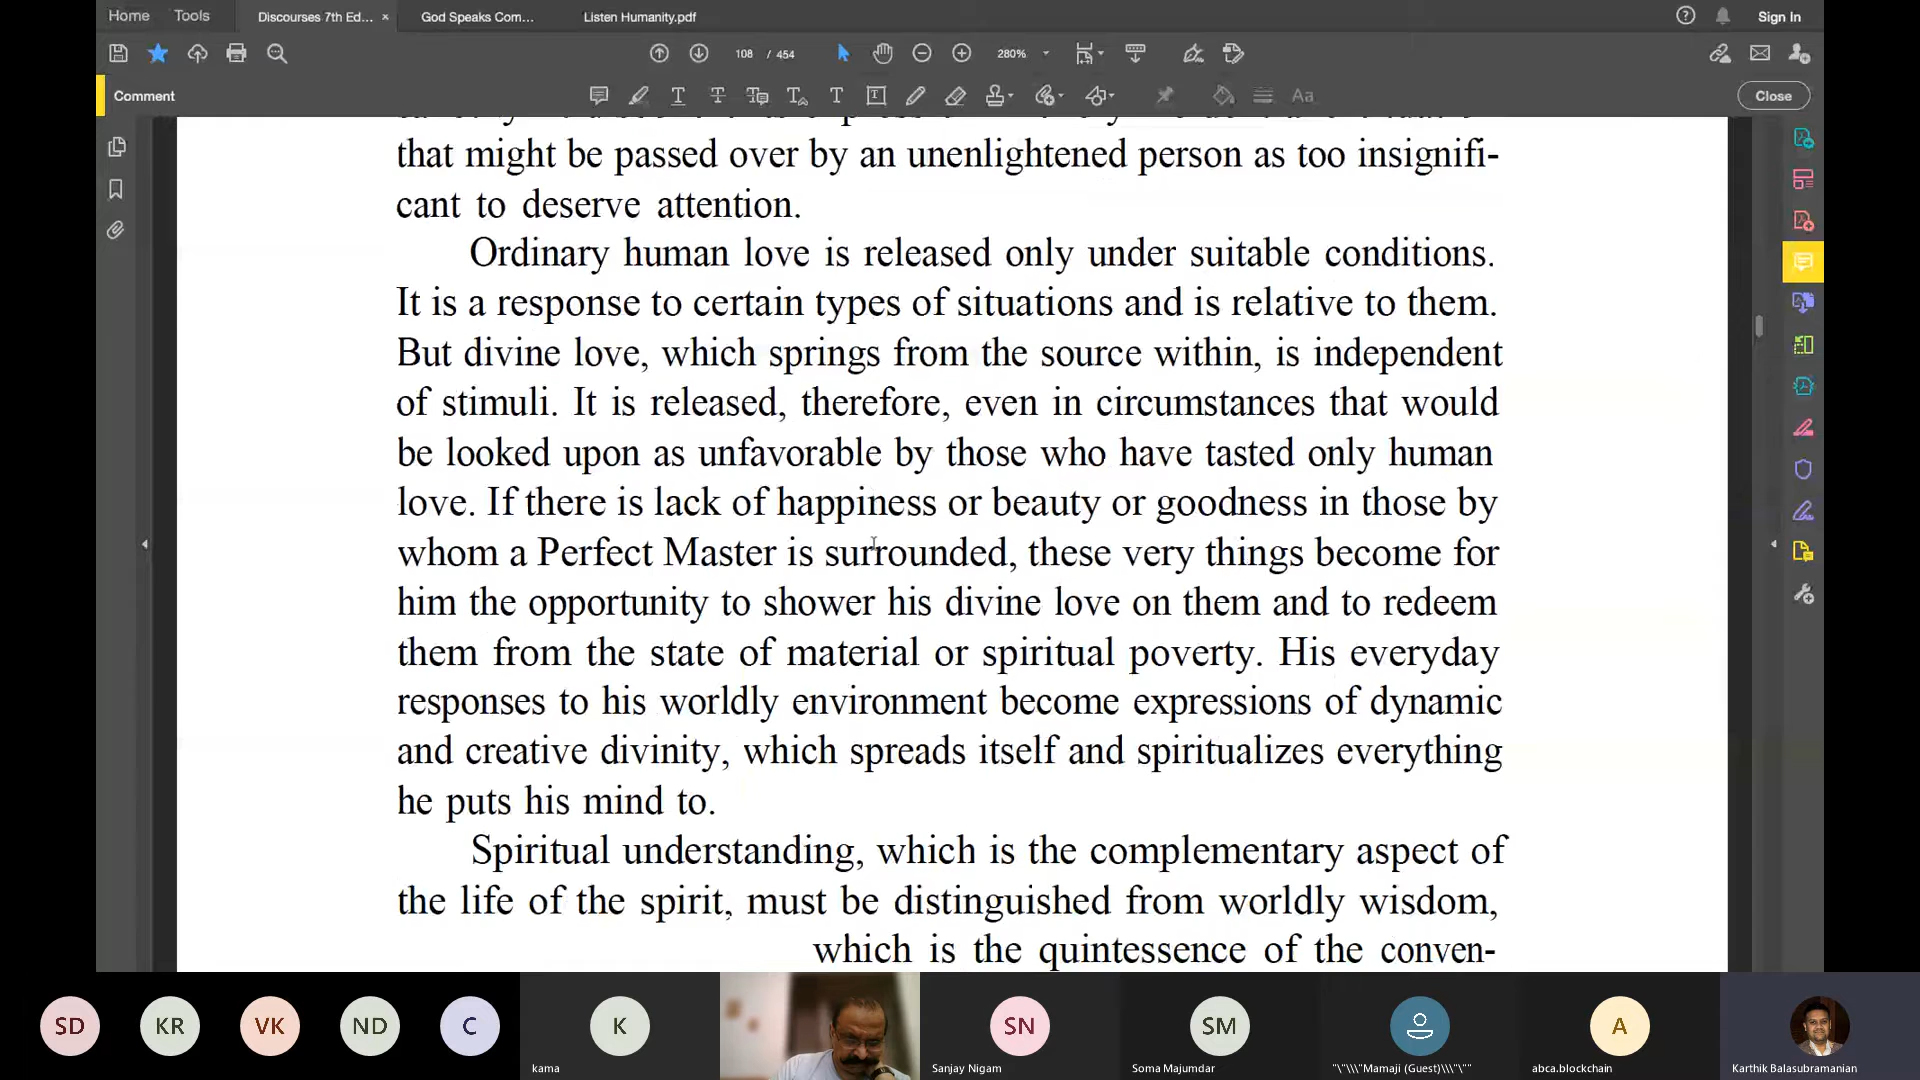 Home Tools Discourses 7th Ed... × God Speaks Com... Listen Humanity.pdf Sign In
108 / 454 280%
Comment Close
that might be passed over by an unenlightened person as too insignifi-
cant to deserve attention.
Ordinary human love is released only under suitable conditions.
It is a response to certain types of situations and is relative to them.
But divine love, which springs from the source within, is independent
of stimuli. It is released, therefore, even in circumstances that would
be looked upon as unfavorable by those who have tasted only human
love. If there is lack of happiness or beauty or goodness in those by
whom a Perfect Master is surrounded, these very things become for
him the opportunity to shower his divine love on them and to redeem
them from the state of material or spiritual poverty. His everyday
responses to his worldly environment become expressions of dynamic
and creative divinity, which spreads itself and spiritualizes everything
he puts his mind to.
Spiritual understanding, which is the complementary aspect of
the life of the spirit, must be distinguished from worldly wisdom,
which is the quintessence of the conven-
SD KR VK ND C K SN SM A
kama Sanjay Nigam Soma Majumdar "\"\\\"Mamaji (Guest)\\\"\"" abca.blockchain Karthik Balasubramanian